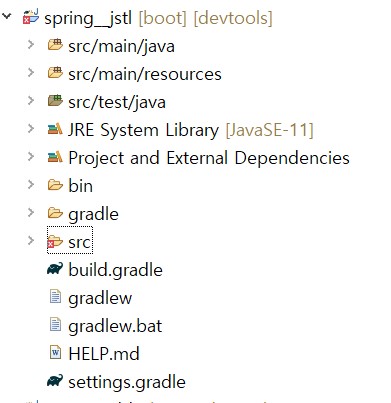 spring__jstl [boot] [devtools]
src/main/java
src/main/resources
src/test/java
JRE System Library [JavaSE-11]
Project and External Dependencies
bin
gradle
src
build.gradle
gradlew
gradlew.bat
HELP.md
settings.gradle